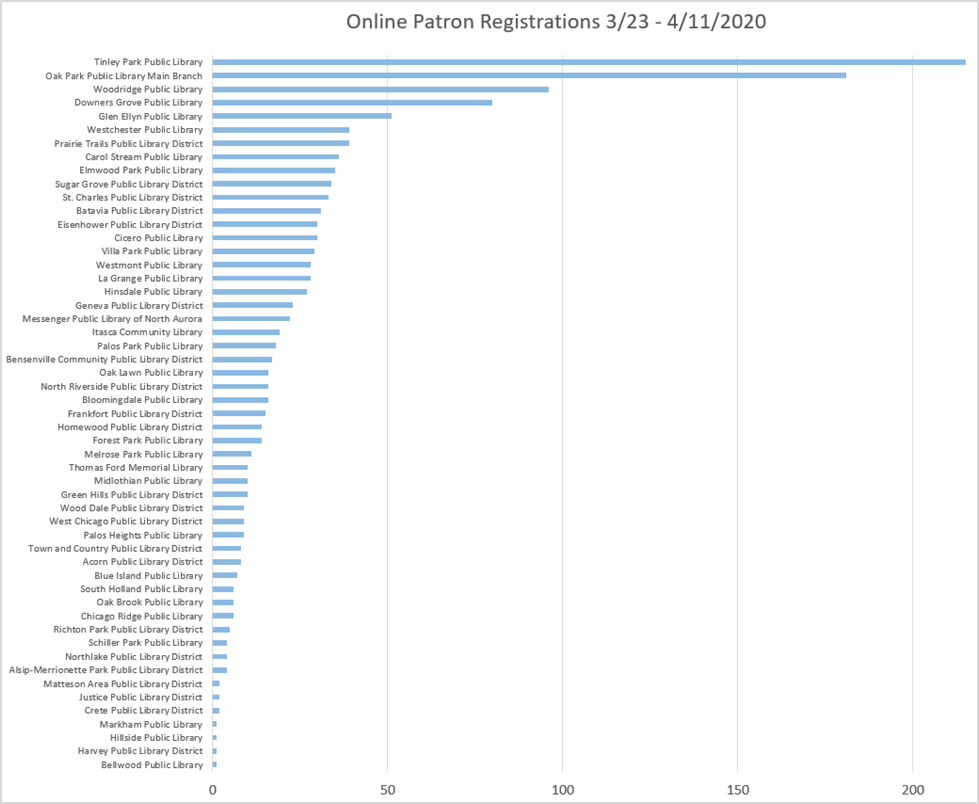 Online Patron Registrations 3/23 - 4/11/2020
Tinley Park Public Library
Oak Park Public Library Main Branch
Woodridge Public Library
Downers Grove Public Library
Glen Ellyn Public Library
Westchester Public Library
Prairie Trails Public Library District
Carol Stream Public Library
Elmwood Park Public Library
Sugar Grove Public Library District
St. Charles Public Library District
Batavia Public Library District
Eisenhower Public Library District
Cicero Public Library
Villa Park Public Library
Westmont Public Library
La Grange Public Library
Hinsdale Public Library
Geneva Public Library District
Messenger Public Library of North Aurora
Itasca Community Library
Palos Park Public Library
Bensenville Community Public Library District
Oak Lawn Public Library
North Riverside Public Library District
Bloomingdale Public Library
Frankfort Public Library District
Homewood Public Library District
Forest Park Public Library
Melrose Park Public Library
Thomas Ford Memorial Library
Midlothian Public Library
Green Hills Public Library District
Wood Dale Public Library District
West Chicago Public Library District
Palos Heights Public Library
Town and Country Public Library District
Acorn Public Library District
Blue Island Public Library
South Holland Public Library
Oak Brook Public Library
Chicago Ridge Public Library
Richton Park Public Library District
Schiller Park Public Library
Northlake Public Library District
Alsip-Merrionette Park Public Library District
Matteson Area Public Library District
Justice Public Library District
Crete Public Library District
Markham Public Library
Hillside Public Library
Harvey Public Library District
Bellwood Public Library
0 50 100 150 200